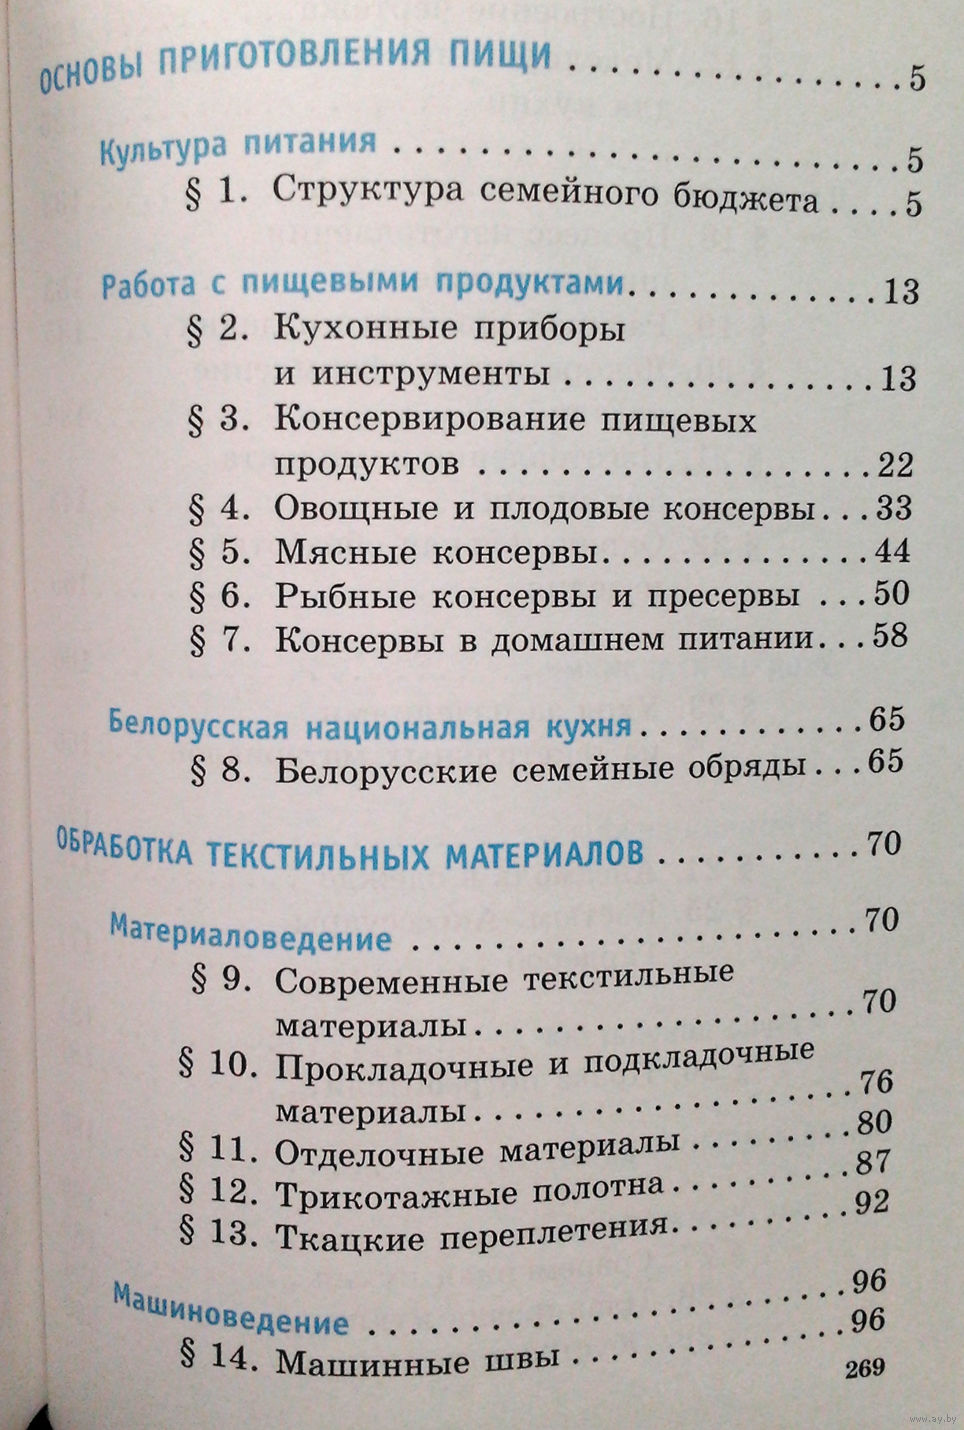 ОСНОВЫ ПРИГОТОВЛЕНИЯ ПИЩИ . . . . . . . . . . . . . . . . . 5
Культура питания . . . . . . . . . . . . . . . . . . . . . . . . 5
§ 1. Структура семейного бюджета . . . . 5
Работа с пищевыми продуктами. . . . . . . . . . . . . 13
§ 2. Кухонные приборы
и инструменты . . . . . . . . . . . . . . . . 13
§ 3. Консервирование пищевых
продуктов . . . . . . . . . . . . . . . . . . . 22
§ 4. Овощные и плодовые консервы . . . 33
§ 5. Мясные консервы. . . . . . . . . . . . . . 44
§ 6. Рыбные консервы и пресервы . . . 50
§ 7. Консервы в домашнем питании. . . 58
Белорусская национальная кухня . . . . . . . . . . . . 65
§ 8. Белорусские семейные обряды . . . 65
ОБРАБОТКА ТЕКСТИЛЬНЫХ МАТЕРИАЛОВ . . . . . . . . . . . 70
Материаловедение . . . . . . . . . . . . . . . . . . . . . . . 70
§ 9. Современные текстильные
материалы . . . . . . . . . . . . . . . . . . . 70
§ 10. Прокладочные и подкладочные
материалы . . . . . . . . . . . . . . . . . . . 76
§ 11. Отделочные материалы . . . . . . . . . 80
§ 12. Трикотажные полотна . . . . . . . . . . 87
§ 13. Ткацкие переплетения. . . . . . . . . . 92
Машиноведение . . . . . . . . . . . . . . . . . . . . . . . . 96
§ 14. Машинные швы . . . . . . . . . . . . . . 96
269
www.ay.by